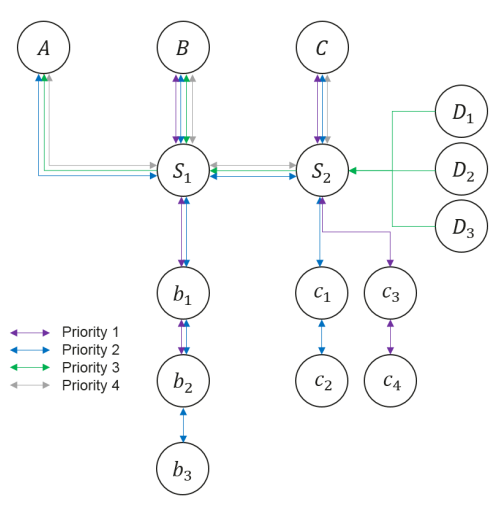 A B C
D₁
D₂
S₁ S₂
D₃
b₁ c₁ c₃
Priority 1
Priority 2
Priority 3
Priority 4
b₂ c₂ c₄
b₃